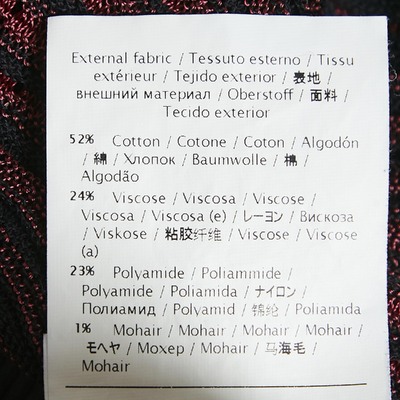 External fabric / Tessuto esterno / Tissu
extérieur / Tejido exterior / 表地 /
внешний материал / Oberstoff / 面料 /
Tecido exterior
52% Cotton / Cotone / Coton / Algodón
/ 綿 / Хлопок / Baumwolle / 棉 /
Algodão
24% Viscose / Viscosa / Viscose /
Viscosa / Viscosa (e) / レーヨン / Вискоза
/ Viskose / 粘胶纤维 / Viscose / Viscose
(a)
23% Polyamide / Poliammide /
Polyamide / Poliamida / ナイロン /
Полиамид / Polyamid / 锦纶 / Poliamida
1% Mohair / Mohair / Mohair / Mohair /
モヘヤ / Мохер / Mohair / 马海毛 /
Mohair